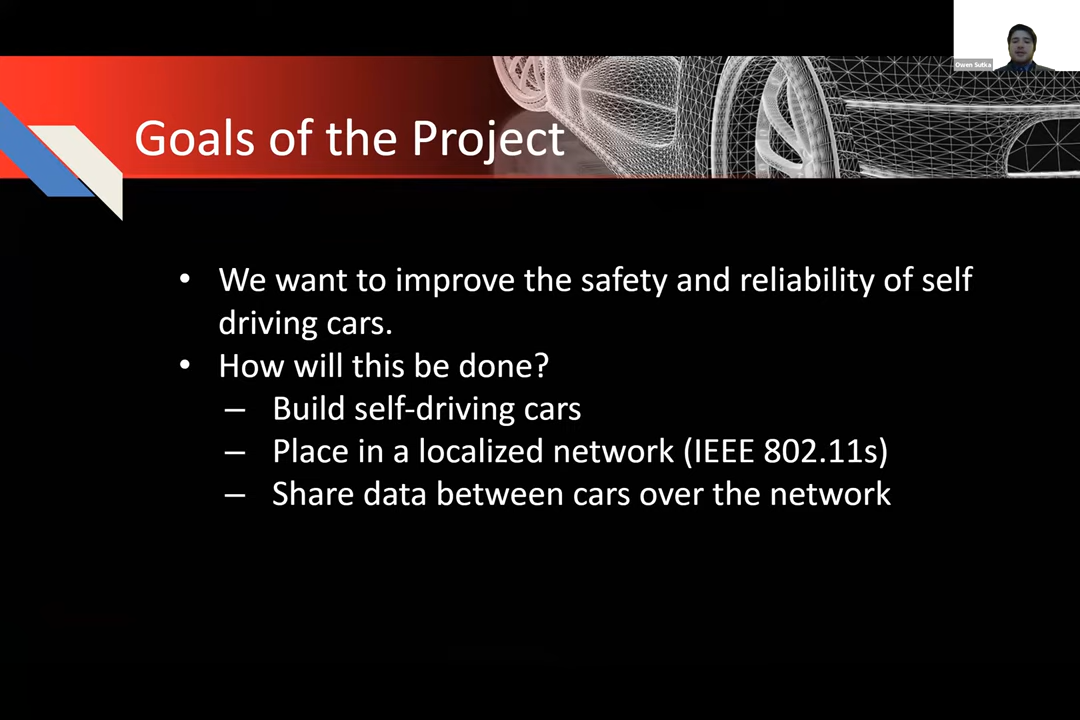 Owen Sutka
Goals of the Project
• We want to improve the safety and reliability of self
driving cars.
• How will this be done?
– Build self-driving cars
– Place in a localized network (IEEE 802.11s)
– Share data between cars over the network